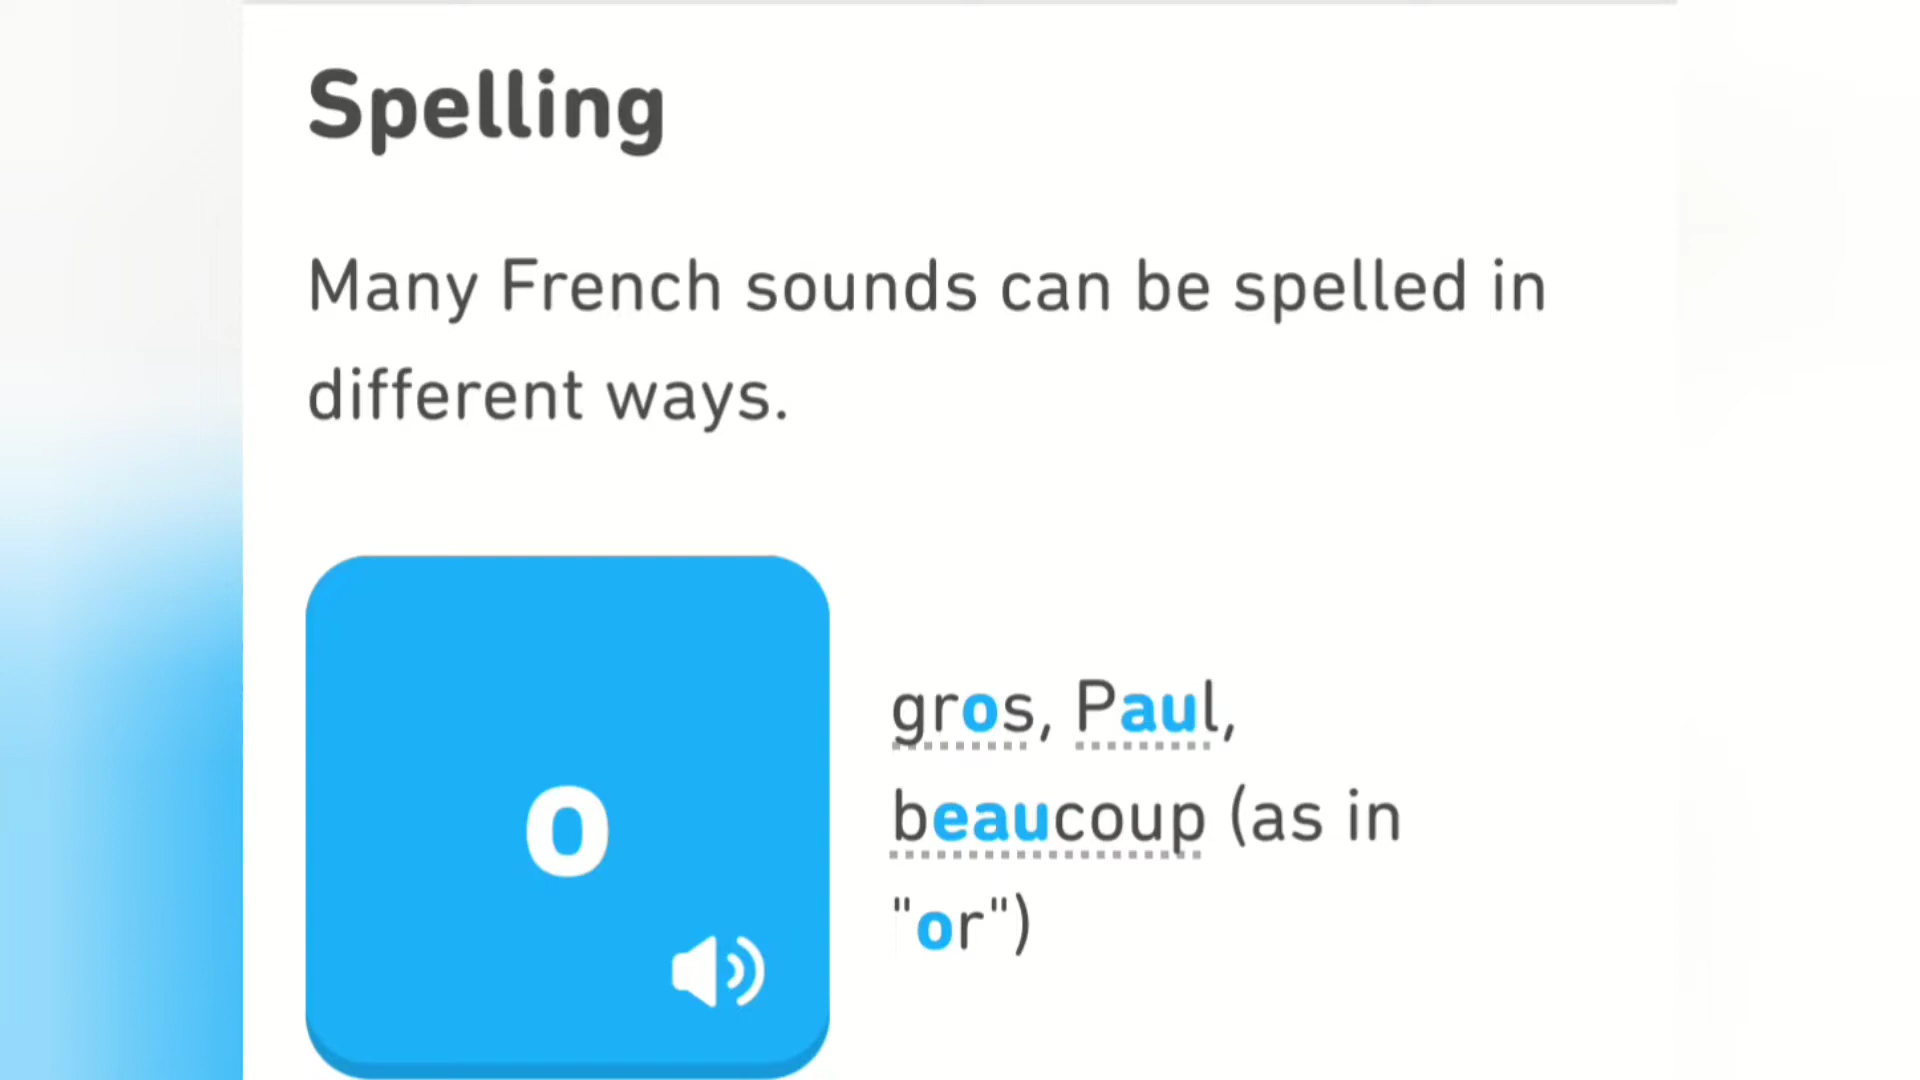 Spelling
Many French sounds can be spelled in
different ways.
o
gros, Paul,
beaucoup (as in
"or")